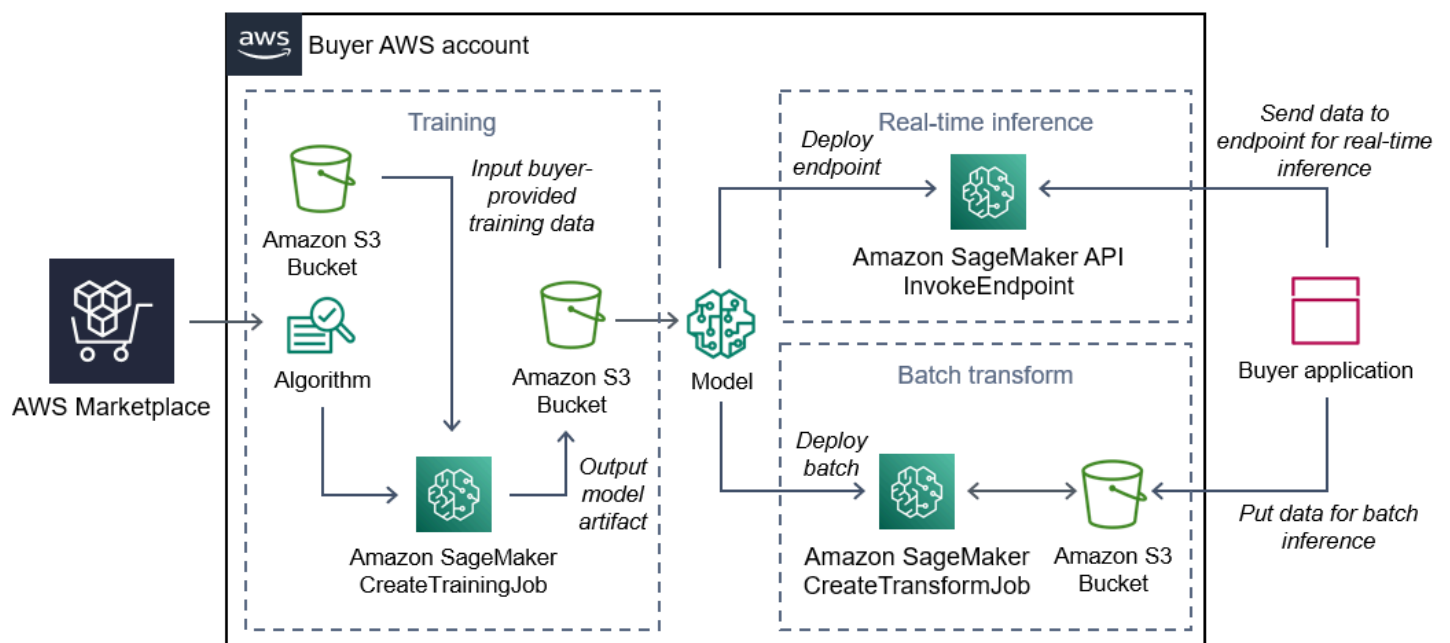 aws
Buyer AWS account
Training
Input buyer-
provided
training data
Amazon S3
Bucket
AWS Marketplace
Algorithm
Amazon S3
Bucket
Output
model
artifact
Amazon SageMaker
CreateTrainingJob
Model
Real-time inference
Deploy
endpoint
Amazon SageMaker API
InvokeEndpoint
Batch transform
Deploy
batch
Amazon SageMaker
CreateTransformJob
Amazon S3
Bucket
Send data to
endpoint for real-time
inference
Buyer application
Put data for batch
inference